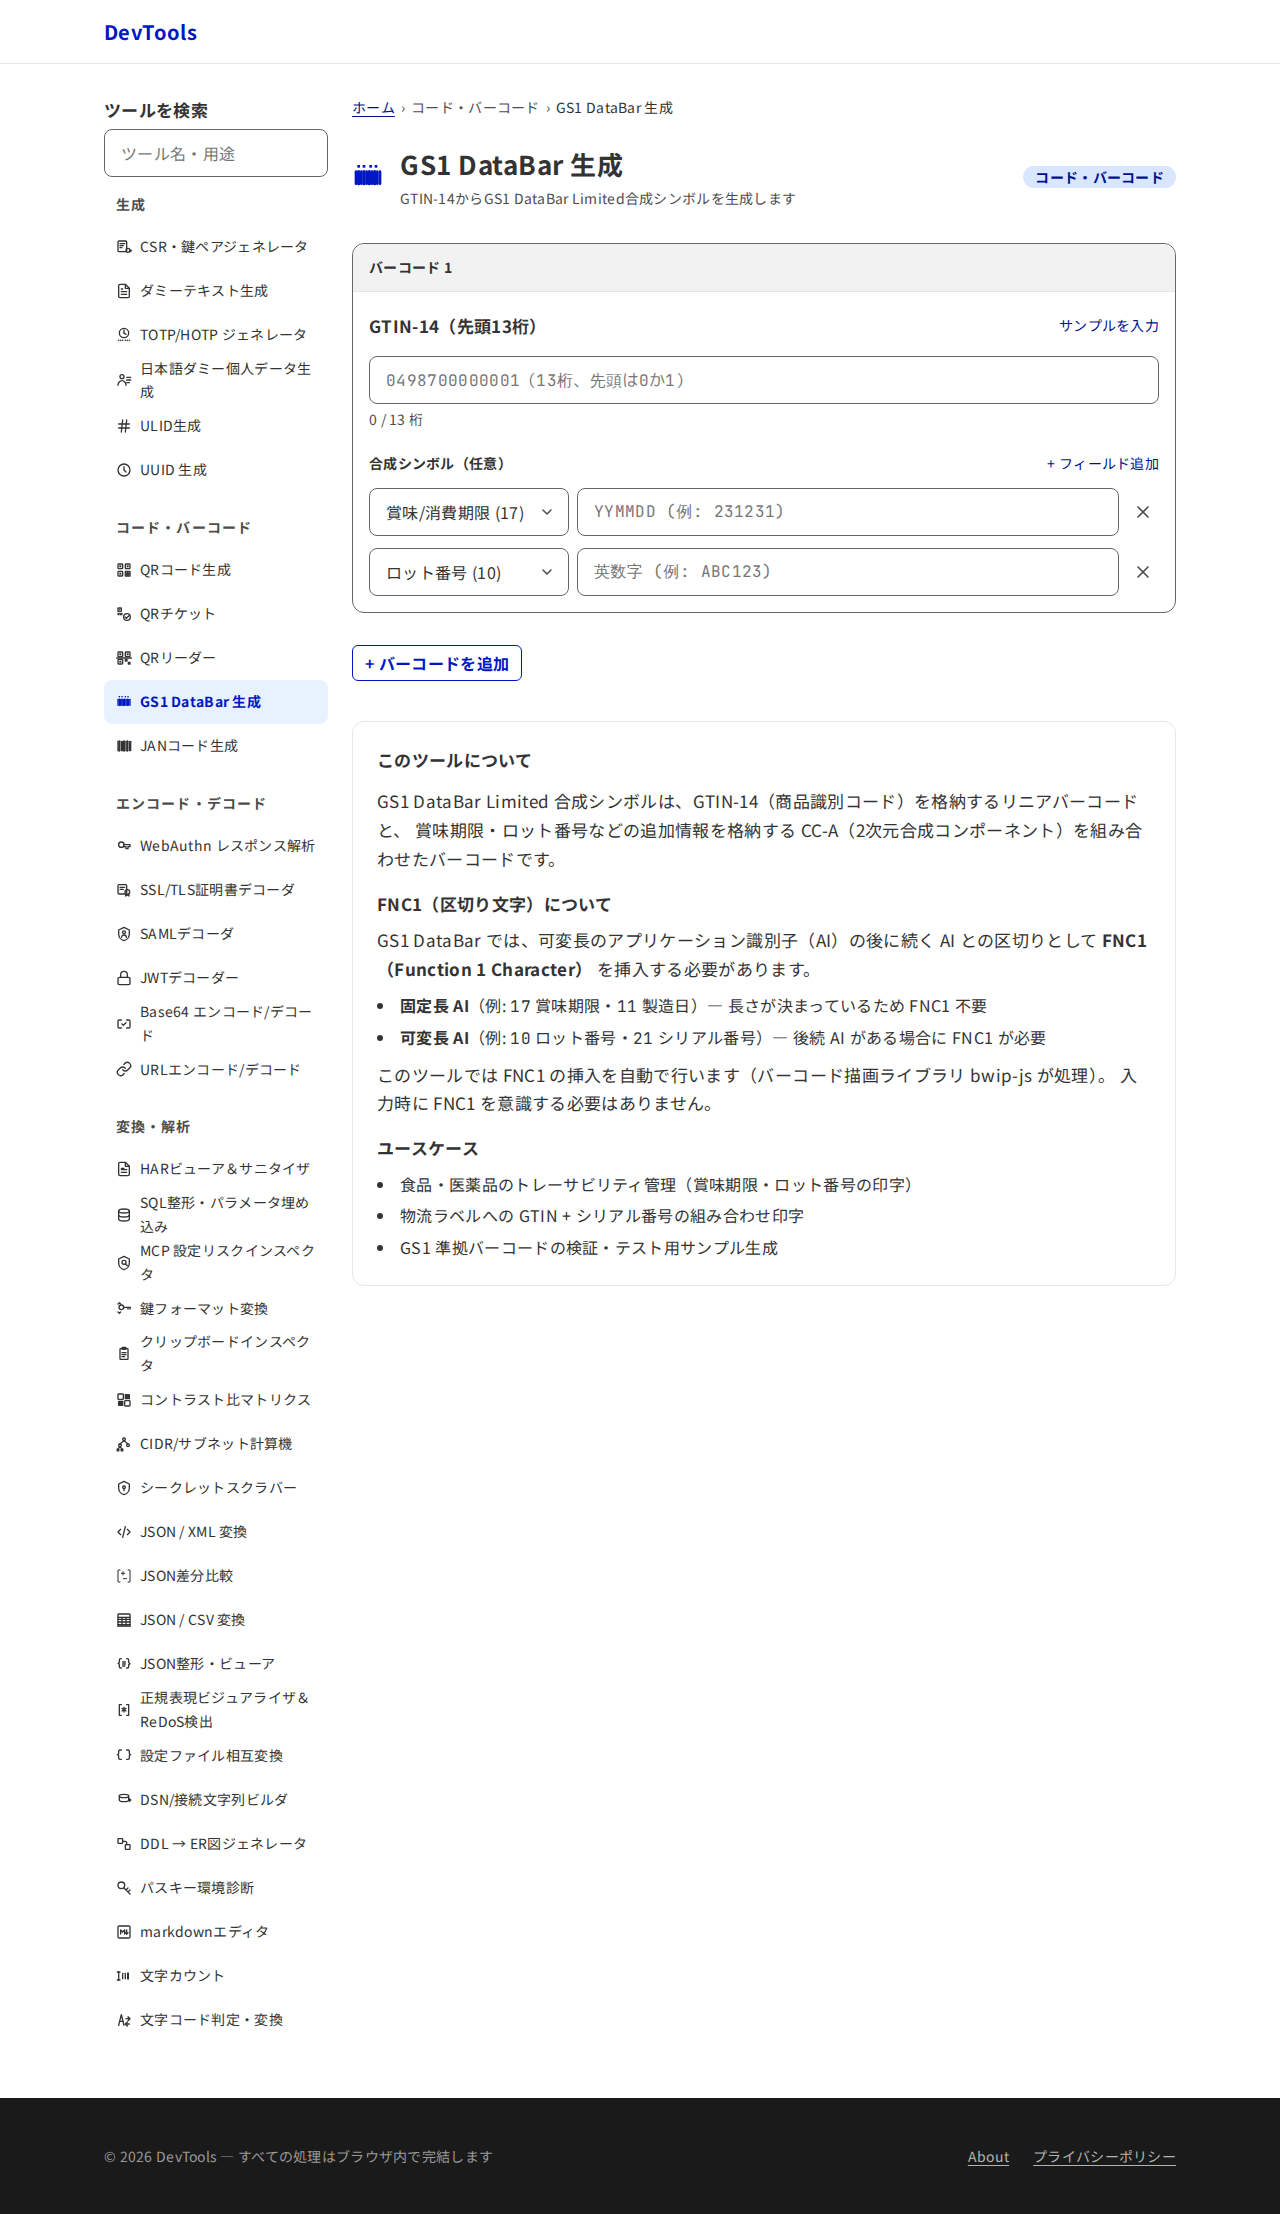 DevTools
ツールを検索
ツール名・用途
生成
CSR・鍵ペアジェネレータ
ダミーテキスト生成
TOTP/HOTP ジェネレータ
日本語ダミー個人データ生
成
ULID生成
UUID 生成
コード・バーコード
QRコード生成
QRチケット
QRリーダー
GS1 DataBar 生成
JANコード生成
エンコード・デコード
WebAuthn レスポンス解析
SSL/TLS証明書デコーダ
SAMLデコーダ
JWTデコーダー
Base64 エンコード/デコー
ド
URLエンコード/デコード
変換・解析
HARビューア＆サニタイザ
SQL整形・パラメータ埋め
込み
MCP 設定リスクインスペク
タ
鍵フォーマット変換
クリップボードインスペク
タ
コントラスト比マトリクス
CIDR/サブネット計算機
シークレットスクラバー
JSON / XML 変換
JSON差分比較
JSON / CSV 変換
JSON整形・ビューア
正規表現ビジュアライザ＆
ReDoS検出
設定ファイル相互変換
DSN/接続文字列ビルダ
DDL → ER図ジェネレータ
パスキー環境診断
markdownエディタ
文字カウント
文字コード判定・変換
ホーム › コード・バーコード › GS1 DataBar 生成
GS1 DataBar 生成
GTIN-14からGS1 DataBar Limited合成シンボルを生成します
コード・バーコード
バーコード 1
GTIN-14（先頭13桁）
サンプルを入力
0498700000001（13桁、先頭は0か1）
0 / 13 桁
合成シンボル（任意）
+ フィールド追加
賞味/消費期限 (17)
YYMMDD (例: 231231)
ロット番号 (10)
英数字 (例: ABC123)
+ バーコードを追加
このツールについて
GS1 DataBar Limited 合成シンボルは、GTIN-14（商品識別コード）を格納するリニアバーコード
と、 賞味期限・ロット番号などの追加情報を格納する CC-A（2次元合成コンポーネント）を組み合
わせたバーコードです。
FNC1（区切り文字）について
GS1 DataBar では、可変長のアプリケーション識別子（AI）の後に続く AI との区切りとして FNC1
（Function 1 Character） を挿入する必要があります。
固定長 AI（例: 17 賞味期限・11 製造日）— 長さが決まっているため FNC1 不要
可変長 AI（例: 10 ロット番号・21 シリアル番号）— 後続 AI がある場合に FNC1 が必要
このツールでは FNC1 の挿入を自動で行います（バーコード描画ライブラリ bwip-js が処理）。 入
力時に FNC1 を意識する必要はありません。
ユースケース
食品・医薬品のトレーサビリティ管理（賞味期限・ロット番号の印字）
物流ラベルへの GTIN + シリアル番号の組み合わせ印字
GS1 準拠バーコードの検証・テスト用サンプル生成
© 2026 DevTools — すべての処理はブラウザ内で完結します
About
プライバシーポリシー